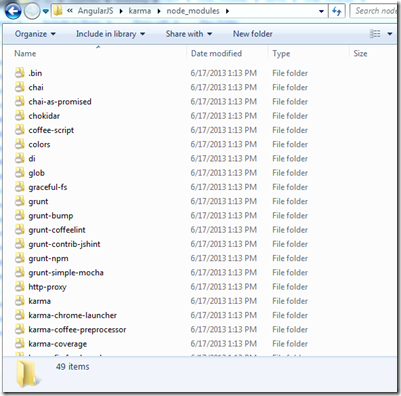 AngularJS karma node_modules Search node
Organize Include in library Share with New folder
Name Date modified Type Size
.bin 6/17/2013 1:13 PM File folder
chai 6/17/2013 1:13 PM File folder
chai-as-promised 6/17/2013 1:13 PM File folder
chokidar 6/17/2013 1:13 PM File folder
coffee-script 6/17/2013 1:13 PM File folder
colors 6/17/2013 1:13 PM File folder
di 6/17/2013 1:13 PM File folder
glob 6/17/2013 1:13 PM File folder
graceful-fs 6/17/2013 1:13 PM File folder
grunt 6/17/2013 1:13 PM File folder
grunt-bump 6/17/2013 1:13 PM File folder
grunt-coffeelint 6/17/2013 1:13 PM File folder
grunt-contrib-jshint 6/17/2013 1:13 PM File folder
grunt-npm 6/17/2013 1:13 PM File folder
grunt-simple-mocha 6/17/2013 1:13 PM File folder
http-proxy 6/17/2013 1:13 PM File folder
karma 6/17/2013 1:13 PM File folder
karma-chrome-launcher 6/17/2013 1:13 PM File folder
karma-coffee-preprocessor 6/17/2013 1:13 PM File folder
karma-coverage 6/17/2013 1:13 PM File folder
49 items